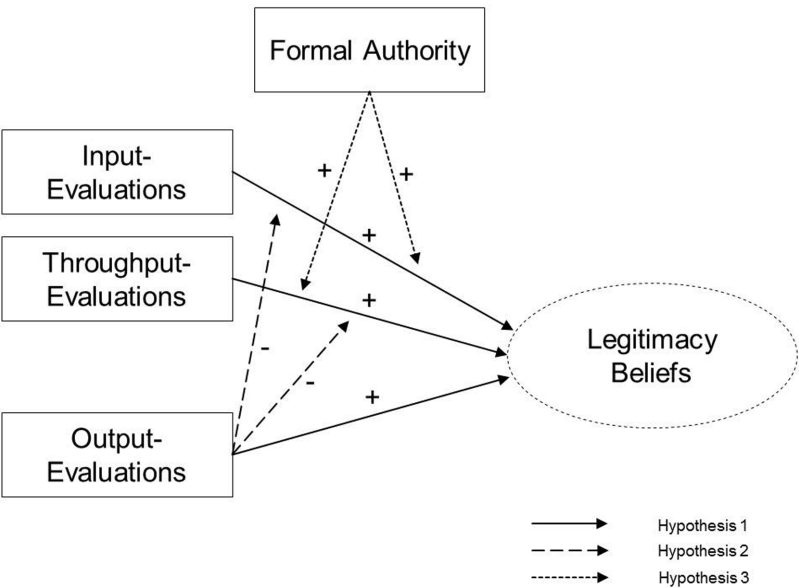 Formal Authority
Input-
Evaluations
+
+
+
Throughput-
Evaluations
+
Legitimacy
Beliefs
-
-
+
Output-
Evaluations
Hypothesis 1
Hypothesis 2
Hypothesis 3